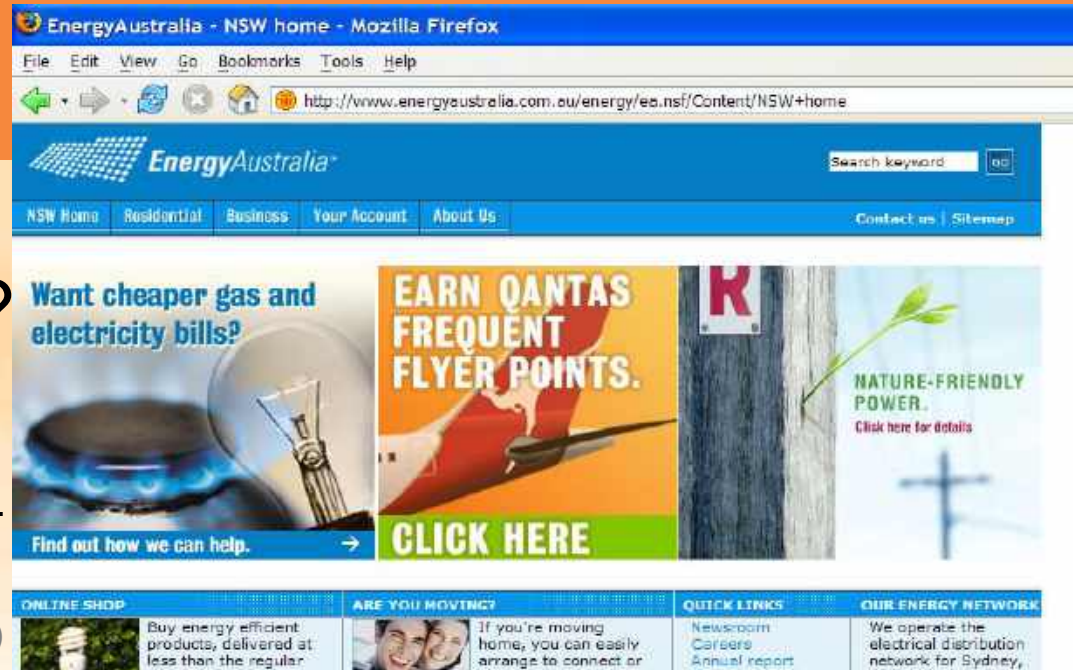 EnergyAustralia - NSW home - Mozilla Firefox
File Edit View Go Bookmarks Tools Help
http://www.energyaustralia.com.au/energy/ea.nsf/Content/NSW+home
EnergyAustralia
Search keyword GO
NSW Home Residential Business Your Account About Us
Contact us | Sitemap
Want cheaper gas and
electricity bills?
Find out how we can help.
EARN QANTAS
FREQUENT
FLYER POINTS.
CLICK HERE
R
NATURE-FRIENDLY
POWER.
Click here for details
ONLINE SHOP
Buy energy efficient
products, delivered at
less than the regular
ARE YOU MOVING?
If you're moving
home, you can easily
arrange to connect or
QUICK LINKS
Newsroom
Careers
Annual report
OUR ENERGY NETWORK
We operate the
electrical distribution
network for Sydney,